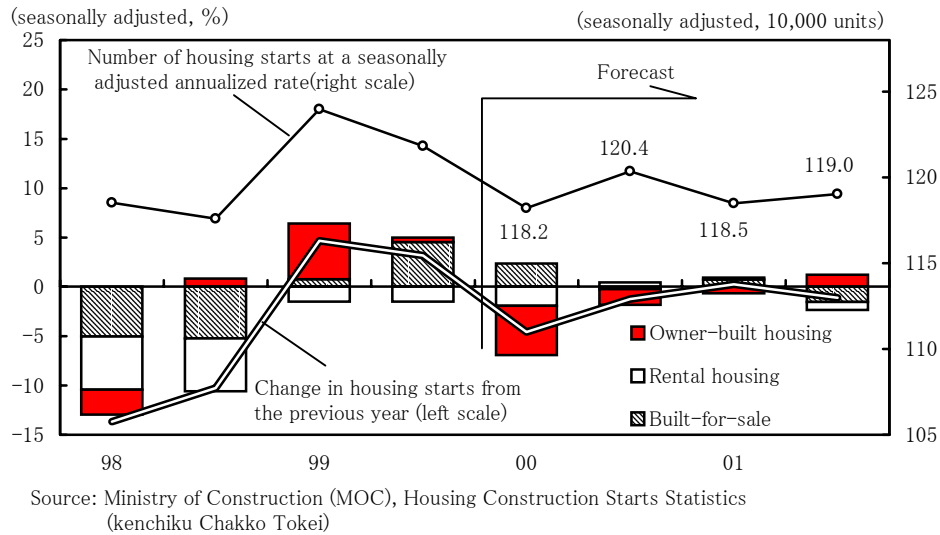 (seasonally adjusted, %)
(seasonally adjusted, 10,000 units)
25
20
15
10
5
0
-5
-10
-15
125
120
115
110
105
Number of housing starts at a seasonally
adjusted annualized rate(right scale)
Forecast
120.4
119.0
118.2
118.5
Owner-built housing
Rental housing
Built-for-sale
Change in housing starts from
the previous year (left scale)
98
99
00
01
Source: Ministry of Construction (MOC), Housing Construction Starts Statistics
(kenchiku Chakko Tokei)